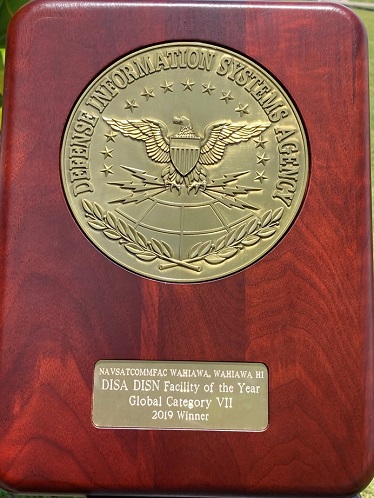 DEFENSE INFORMATION SYSTEMS AGENCY
NAVSATCOMMFAC WAHIAWA, WAHIAWA HI
DISA DISN Facility of the Year
Global Category VII
2019 Winner